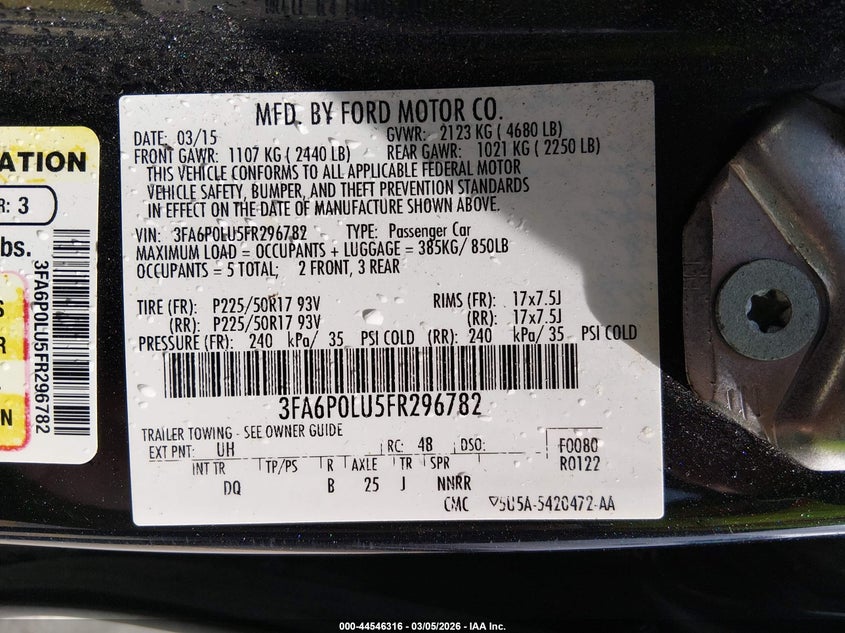 MFD. BY FORD MOTOR CO.
DATE: 03/15 GVWR: 2123 KG ( 4680 LB)
FRONT GAWR: 1107 KG ( 2440 LB) REAR GAWR: 1021 KG ( 2250 LB)
THIS VEHICLE CONFORMS TO ALL APPLICABLE FEDERAL MOTOR
VEHICLE SAFETY, BUMPER, AND THEFT PREVENTION STANDARDS
IN EFFECT ON THE DATE OF MANUFACTURE SHOWN ABOVE.
VIN: 3FA6P0LU5FR296782 TYPE: Passenger Car
MAXIMUM LOAD = OCCUPANTS + LUGGAGE = 385KG/ 850LB
OCCUPANTS = 5 TOTAL; 2 FRONT, 3 REAR
TIRE (FR): P225/50R17 93V RIMS (FR): 17x7.5J
(RR): P225/50R17 93V (RR): 17x7.5J
PRESSURE (FR): 240 kPa/ 35 PSI COLD (RR): 240 kPa/ 35 PSI COLD
3FA6P0LU5FR296782
TRAILER TOWING - SEE OWNER GUIDE
EXT PNT: UH RC: 48 DSO: F0080
R0122
INT TR TP/PS R AXLE TR SPR
DQ B 25 J NNRR
CMC 5U5A-5420472-AA
ATION
R: 3
bs.
S
R
N
3FA6P0LU5FR296782
000-44546316 - 03/05/2026 - IAA Inc.